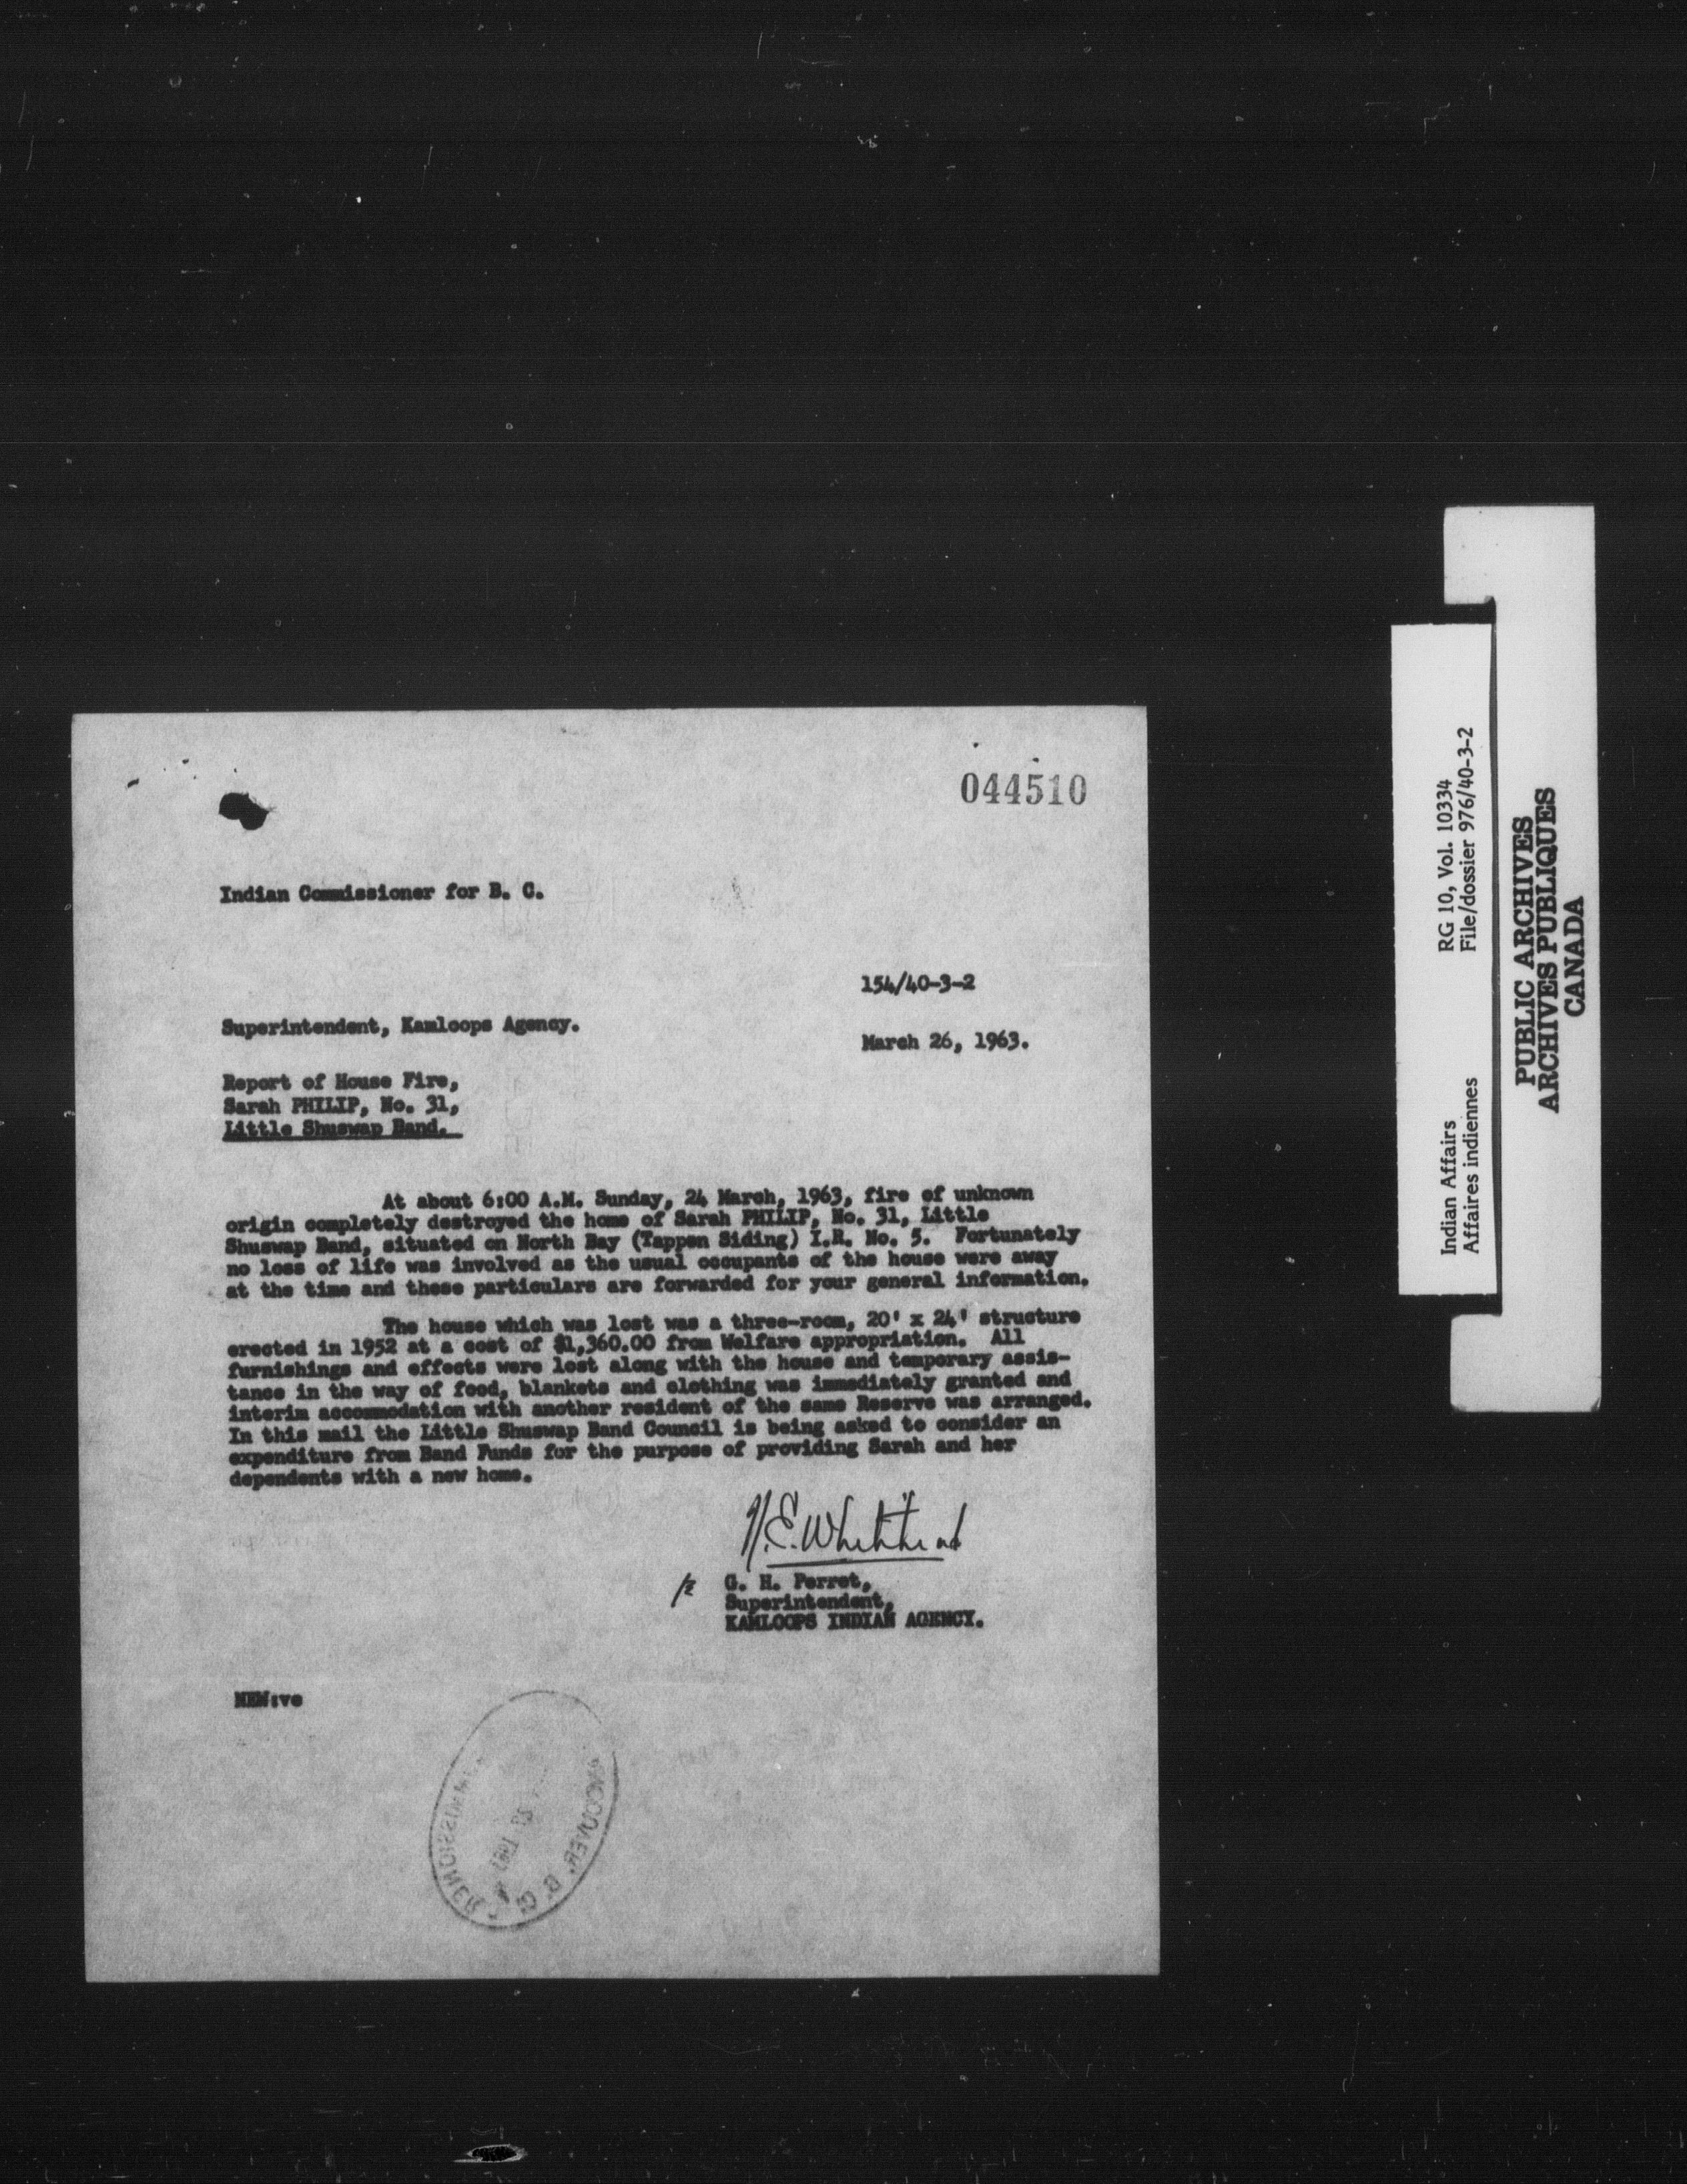 044510
Indian Commissioner for B. C.
154/40-3-2
Superintendent, Kamloops Agency.
March 26, 1963.
Report of House Fire,
Sarah PHILIP, No. 31,
Little Shuswap Band.
At about 6:00 A.M. Sunday, 24 March, 1963, fire of unknown
origin completely destroyed the home of Sarah PHILIP, No. 31, Little
Shuswap Band, situated on North Bay (Tappen Siding) I.R. No. 5. Fortunately
no loss of life was involved as the usual occupants of the house were away
at the time and these particulars are forwarded for your general information.
The house which was lost was a three-room, 20' x 24' structure
erected in 1952 at a cost of $1,360.00 from Welfare appropriation. All
furnishings and effects were lost along with the house and temporary assis-
tance in the way of food, blankets and clothing was immediately granted and
interim accommodation with another resident of the same Reserve was arranged.
In this mail the Little Shuswap Band Council is being asked to consider an
expenditure from Band Funds for the purpose of providing Sarah and her
dependents with a new home.
N.E. Whitehead
G. H. Perret,
Superintendent,
KAMLOOPS INDIAN AGENCY.
NEW:ve
VANCOUVER, B. C.
Indian Affairs RG 10, Vol. 10334
Affaires indiennes File/dossier 976/40-3-2
PUBLIC ARCHIVES
ARCHIVES PUBLIQUES
CANADA